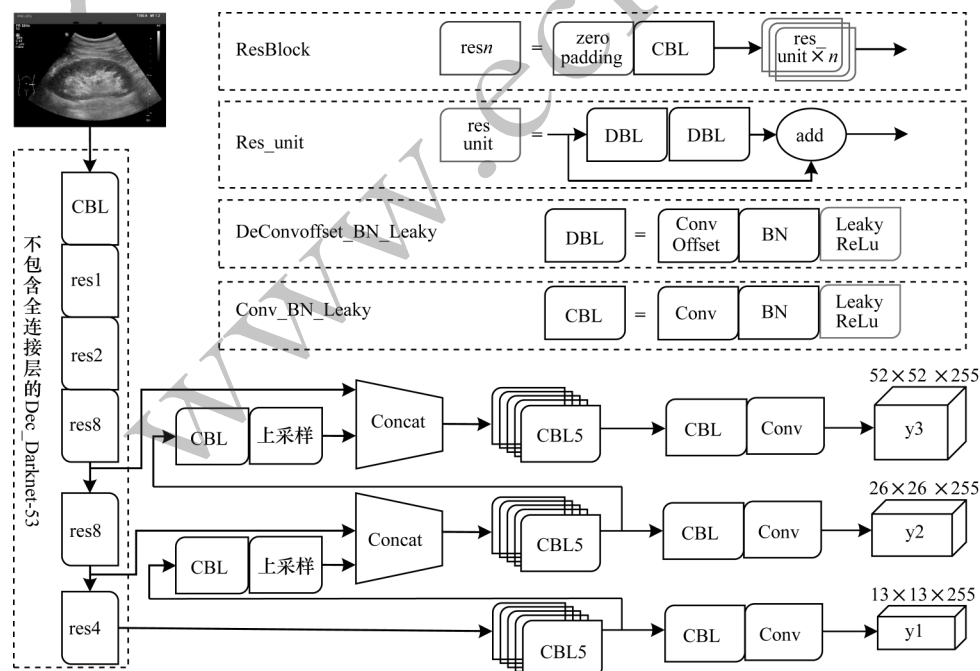 ResBlock
resn
=
zero
padding
CBL
res_
unit×n
Res_unit
res
unit
=
DBL
DBL
add
DeConvoffset_BN_Leaky
DBL
=
Conv
Offset
BN
Leaky
ReLu
Conv_BN_Leaky
CBL
=
Conv
BN
Leaky
ReLu
不包含全连接层的Dec_Darknet-53
CBL
res1
res2
res8
res8
res4
CBL
上采样
Concat
CBL5
CBL
Conv
52×52×255
y3
CBL
上采样
Concat
CBL5
CBL
Conv
26×26×255
y2
CBL5
CBL
Conv
13×13×255
y1